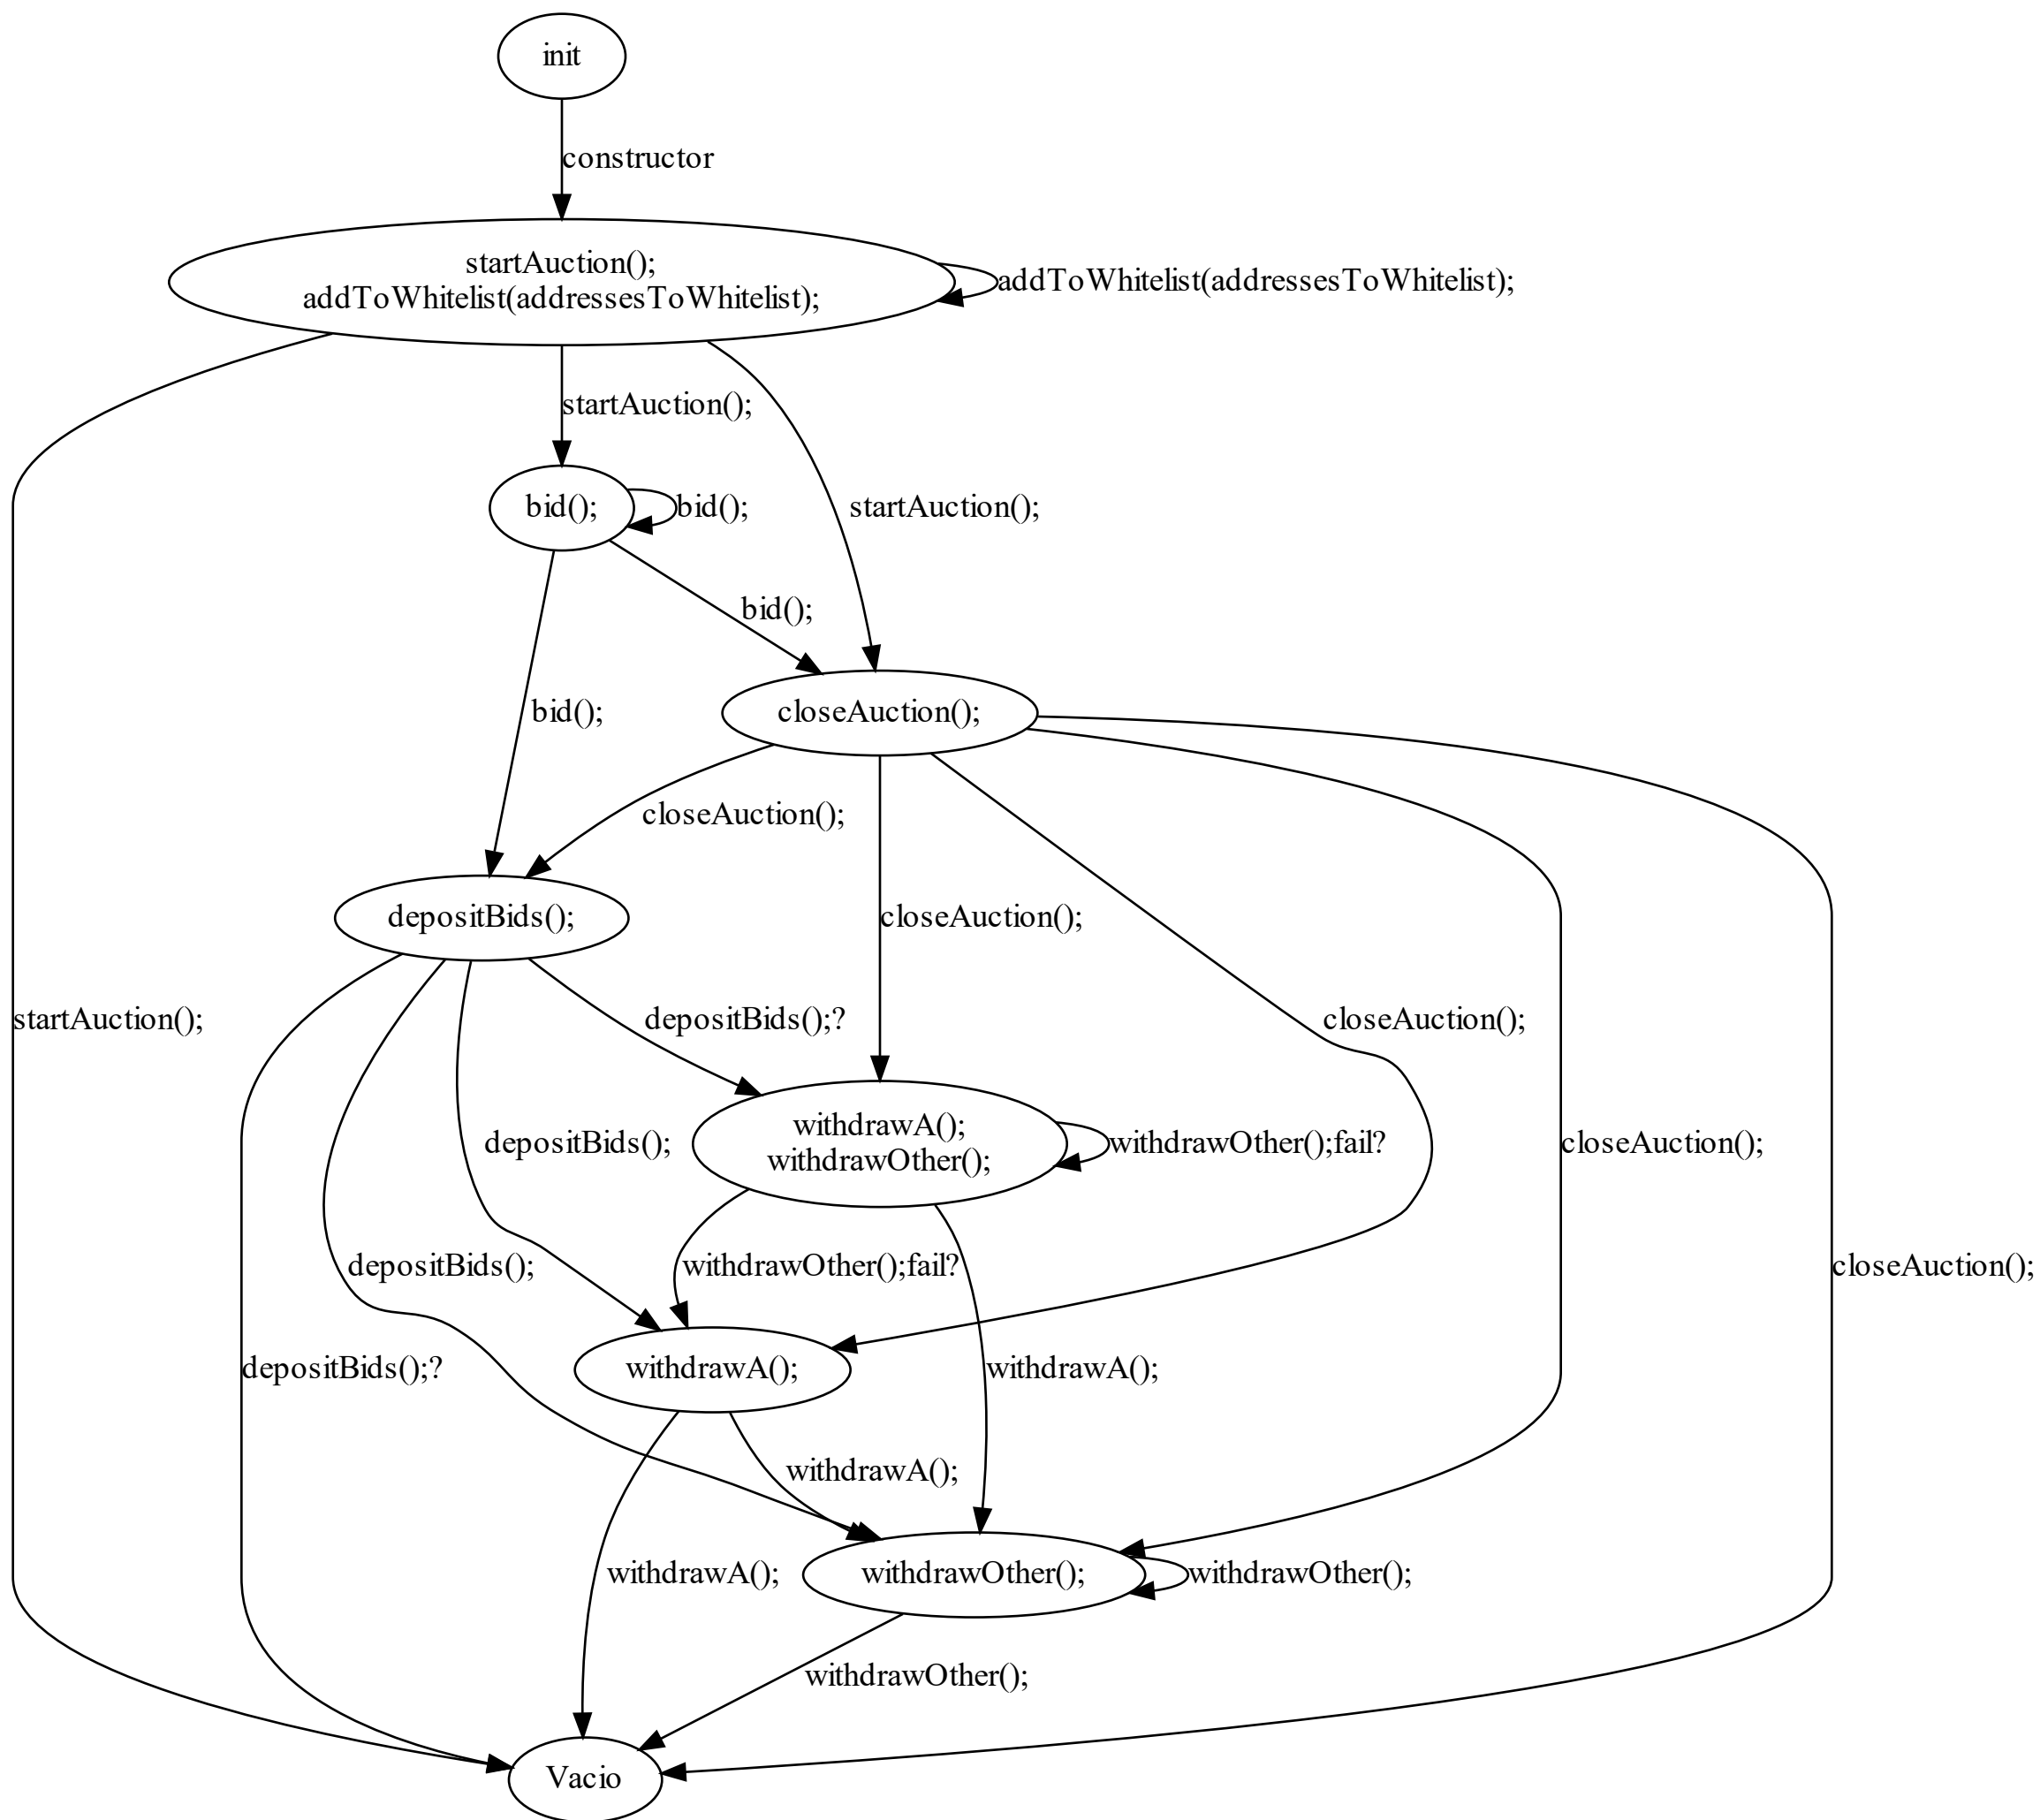 init
constructor
startAuction();
addToWhitelist(addressesToWhitelist);
addToWhitelist(addressesToWhitelist);
startAuction();
bid();
bid();
startAuction();
bid();
closeAuction();
bid();
closeAuction();
depositBids();
closeAuction();
startAuction();
depositBids();?
closeAuction();
depositBids();
withdrawA();
withdrawOther();
withdrawOther();fail?
closeAuction();
depositBids();
withdrawOther();fail?
closeAuction();
depositBids();?
withdrawA();
withdrawA();
withdrawA();
withdrawA();
withdrawOther();
withdrawOther();
withdrawOther();
Vacio